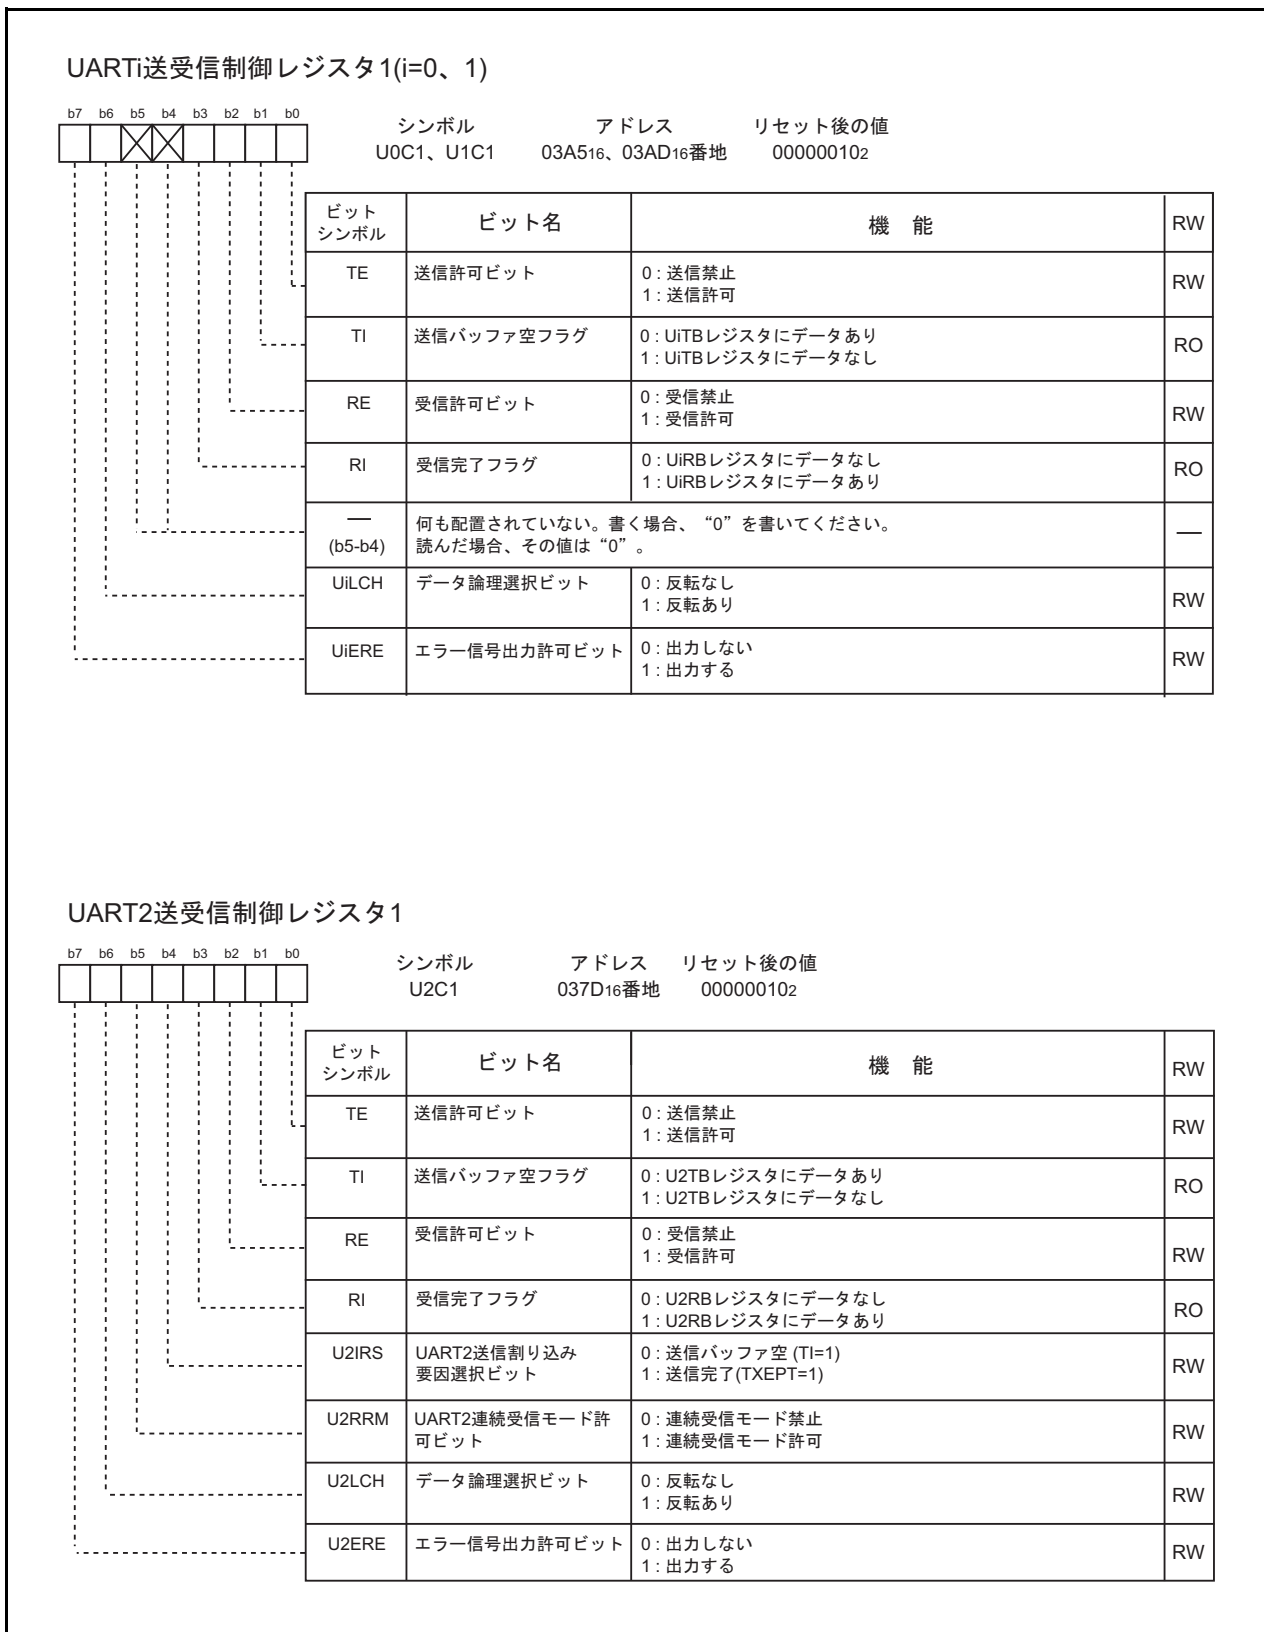 UARTi送受信制御レジスタ1(i=0、1)
b7 b6 b5 b4 b3 b2 b1 b0
シンボル アドレス リセット後の値
U0C1、U1C1 03A516、03AD16番地 000000102
ビット
シンボル ビット名 機 能 RW
TE 送信許可ビット 0 : 送信禁止
1 : 送信許可 RW
TI 送信バッファ空フラグ 0 : UiTBレジスタにデータあり
1 : UiTBレジスタにデータなし RO
RE 受信許可ビット 0 : 受信禁止
1 : 受信許可 RW
RI 受信完了フラグ 0 : UiRBレジスタにデータなし
1 : UiRBレジスタにデータあり RO
— 何も配置されていない。書く場合、“0”を書いてください。
(b5-b4) 読んだ場合、その値は“0”。 —
UiLCH データ論理選択ビット 0 : 反転なし
1 : 反転あり RW
UiERE エラー信号出力許可ビット 0 : 出力しない
1 : 出力する RW
UART2送受信制御レジスタ1
b7 b6 b5 b4 b3 b2 b1 b0
シンボル アドレス リセット後の値
U2C1 037D16番地 000000102
ビット
シンボル ビット名 機 能 RW
TE 送信許可ビット 0 : 送信禁止
1 : 送信許可 RW
TI 送信バッファ空フラグ 0 : U2TBレジスタにデータあり
1 : U2TBレジスタにデータなし RO
RE 受信許可ビット 0 : 受信禁止
1 : 受信許可 RW
RI 受信完了フラグ 0 : U2RBレジスタにデータなし
1 : U2RBレジスタにデータあり RO
U2IRS UART2送信割り込み 0 : 送信バッファ空 (TI=1)
要因選択ビット 1 : 送信完了(TXEPT=1) RW
U2RRM UART2連続受信モード許 0 : 連続受信モード禁止
可ビット 1 : 連続受信モード許可 RW
U2LCH データ論理選択ビット 0 : 反転なし
1 : 反転あり RW
U2ERE エラー信号出力許可ビット 0 : 出力しない
1 : 出力する RW